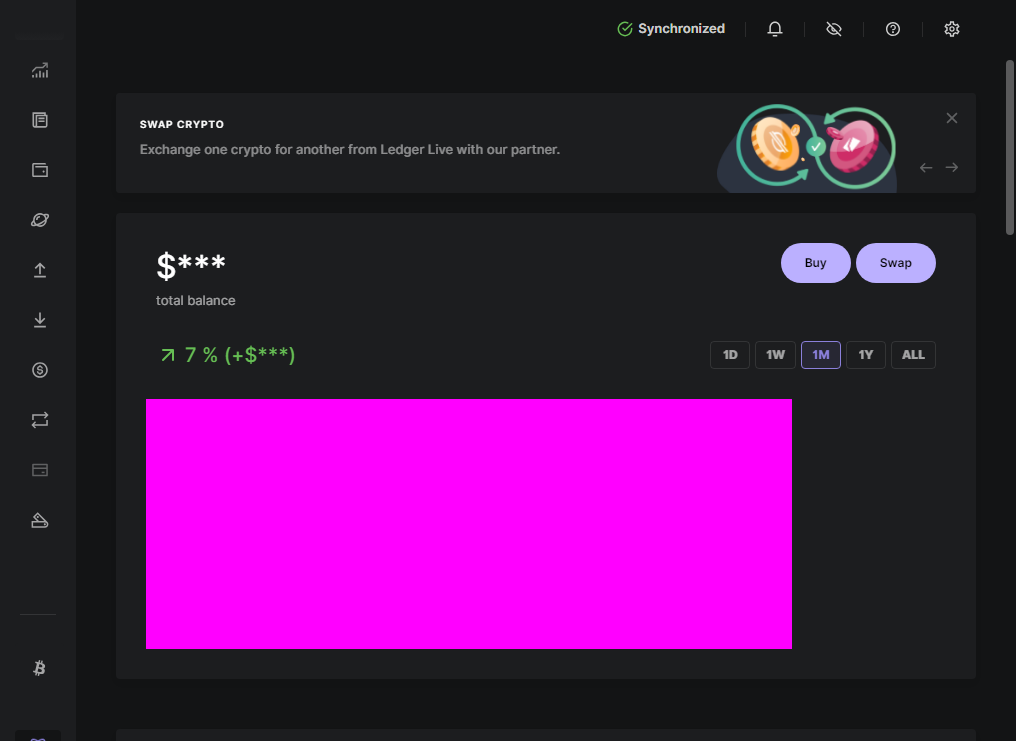 Synchronized
SWAP CRYPTO
Exchange one crypto for another from Ledger Live with our partner.
$***
Buy
Swap
total balance
7 % (+$***)
1D
1W
1M
1Y
ALL